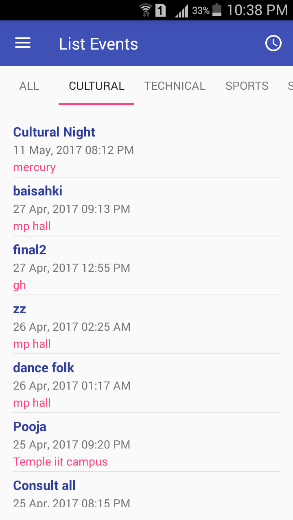 1 33% 10:38 PM
List Events
ALL CULTURAL TECHNICAL SPORTS S
Cultural Night
11 May, 2017 08:12 PM
mercury
baisahki
27 Apr, 2017 09:13 PM
mp hall
final2
27 Apr, 2017 12:55 PM
gh
zz
26 Apr, 2017 02:25 AM
mp hall
dance folk
26 Apr, 2017 01:17 AM
mp hall
Pooja
25 Apr, 2017 09:20 PM
Temple iit campus
Consult all
25 Apr, 2017 08:15 PM